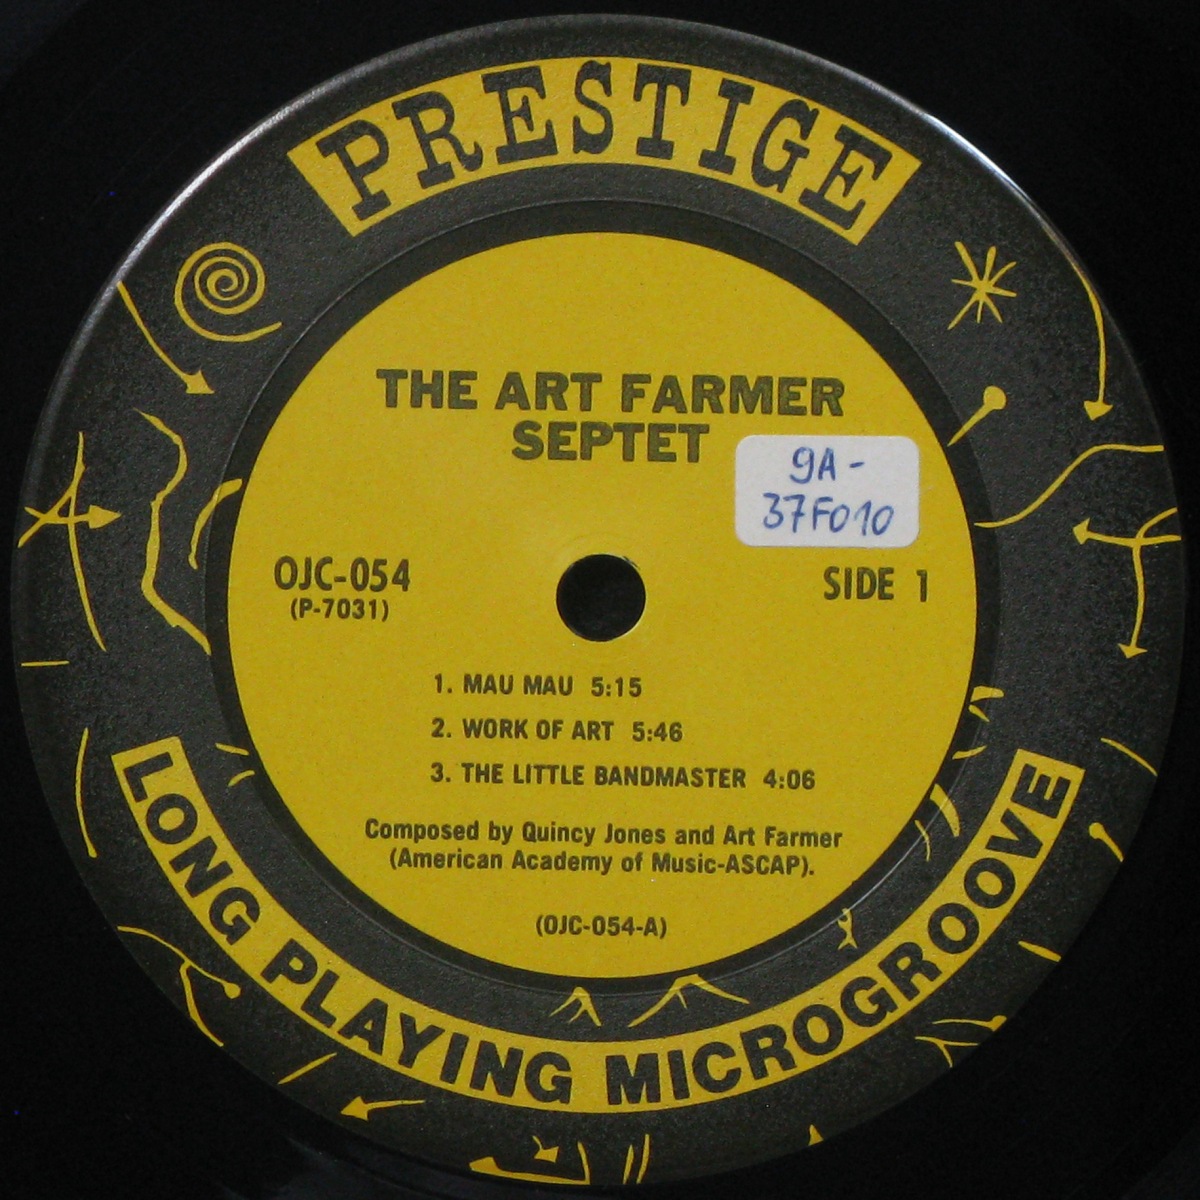 PRESTIGE
THE ART FARMER
SEPTET
9A-
37F010
OJC-054
(P-7031)
SIDE 1
1. MAU MAU 5:15
2. WORK OF ART 5:46
3. THE LITTLE BANDMASTER 4:06
Composed by Quincy Jones and Art Farmer
(American Academy of Music-ASCAP).
(OJC-054-A)
LONG PLAYING MICROGROOVE